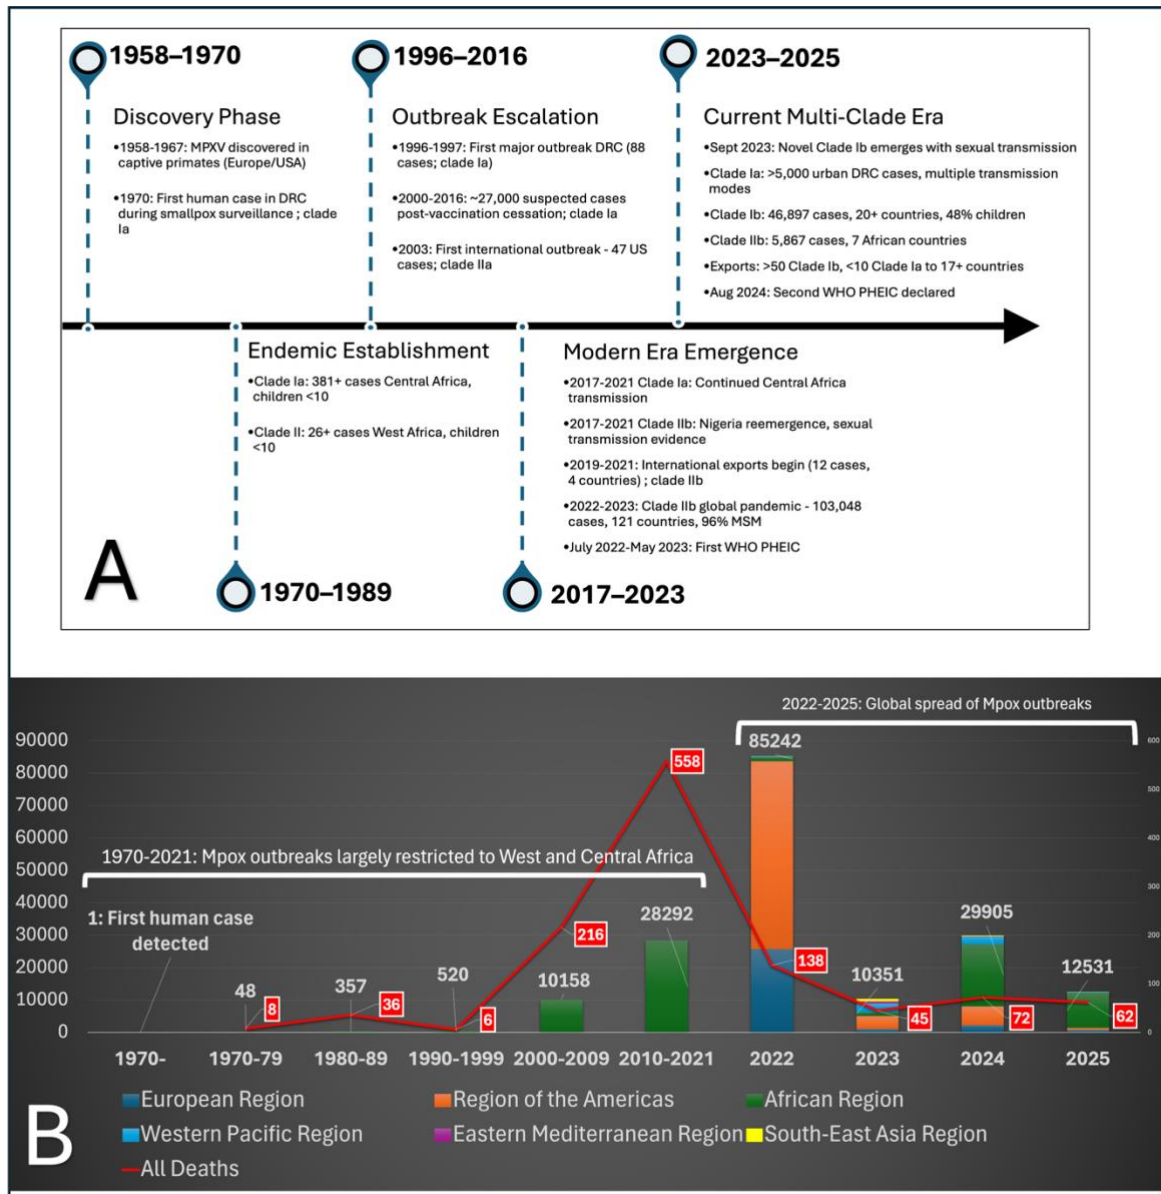 1958–1970
1996–2016
2023–2025
Discovery Phase
•1958-1967: MPXV discovered in
captive primates (Europe/USA)
•1970: First human case in DRC
during smallpox surveillance ; clade
Ia
Outbreak Escalation
•1996-1997: First major outbreak DRC (88
cases; clade Ia)
•2000-2016: ~27,000 suspected cases
post-vaccination cessation; clade Ia
•2003: First international outbreak - 47 US
cases; clade IIa
Current Multi-Clade Era
•Sept 2023: Novel Clade Ib emerges with sexual transmission
•Clade Ia: >5,000 urban DRC cases, multiple transmission
modes
•Clade Ib: 46,897 cases, 20+ countries, 48% children
•Clade IIb: 5,867 cases, 7 African countries
•Exports: >50 Clade Ib, <10 Clade Ia to 17+ countries
•Aug 2024: Second WHO PHEIC declared
Endemic Establishment
•Clade Ia: 381+ cases Central Africa,
children <10
•Clade II: 26+ cases West Africa, children
<10
Modern Era Emergence
•2017-2021 Clade Ia: Continued Central Africa
transmission
•2017-2021 Clade IIb: Nigeria reemergence, sexual
transmission evidence
•2019-2021: International exports begin (12 cases,
4 countries) ; clade IIb
•2022-2023: Clade IIb global pandemic - 103,048
cases, 121 countries, 96% MSM
•July 2022-May 2023: First WHO PHEIC
A
1970–1989
2017–2023
2022-2025: Global spread of Mpox outbreaks
90000
80000
70000
60000
50000
40000
30000
20000
10000
0
600
500
400
300
200
100
0
1970-2021: Mpox outbreaks largely restricted to West and Central Africa
1: First human case
detected
48
357
520
10158
28292
85242
10351
29905
12531
8
36
6
216
558
138
45
72
62
1970-
1970-79
1980-89
1990-1999
2000-2009
2010-2021
2022
2023
2024
2025
B
European Region
Region of the Americas
African Region
Western Pacific Region
Eastern Mediterranean Region
South-East Asia Region
All Deaths